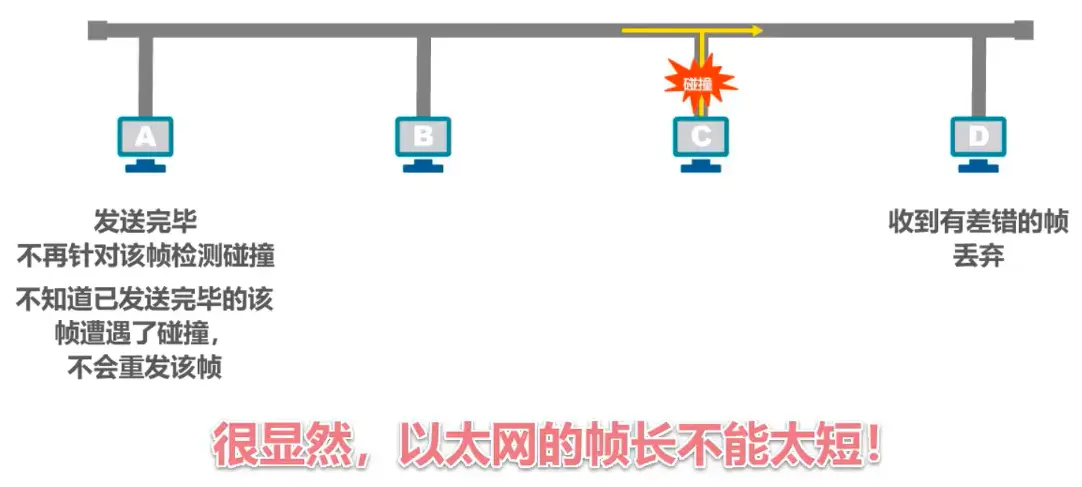 碰撞
A
B
C
D
发送完毕
不再针对该帧检测碰撞
不知道已发送完毕的该
帧遭遇了碰撞，
不会重发该帧
收到有差错的帧
丢弃
很显然，以太网的帧长不能太短！